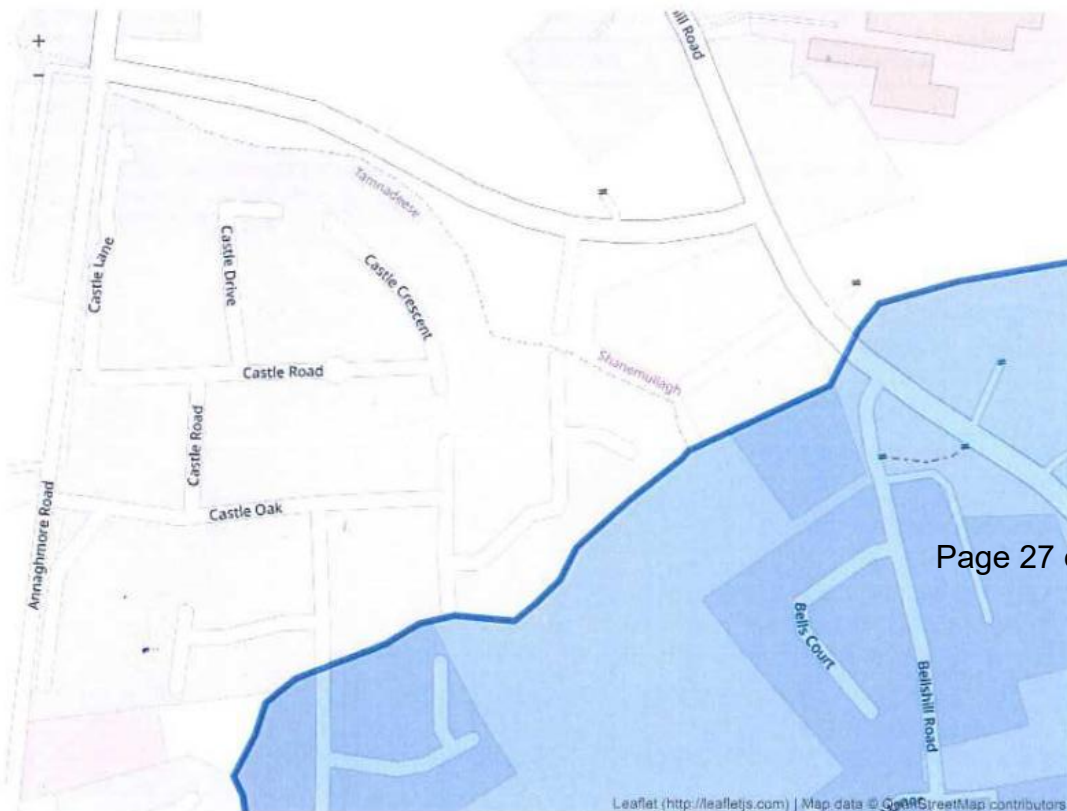 +
−
ill Road
Tamnadeese
Castle Lane
Castle Drive
Castle Crescent
Castle Road
Shanemullagh
Castle Road
Castle Oak
Annaghmore Road
Page 27
Bells Court
Bellshill Road
Leaflet (http://leafletjs.com) | Map data © OpenStreetMap contributors